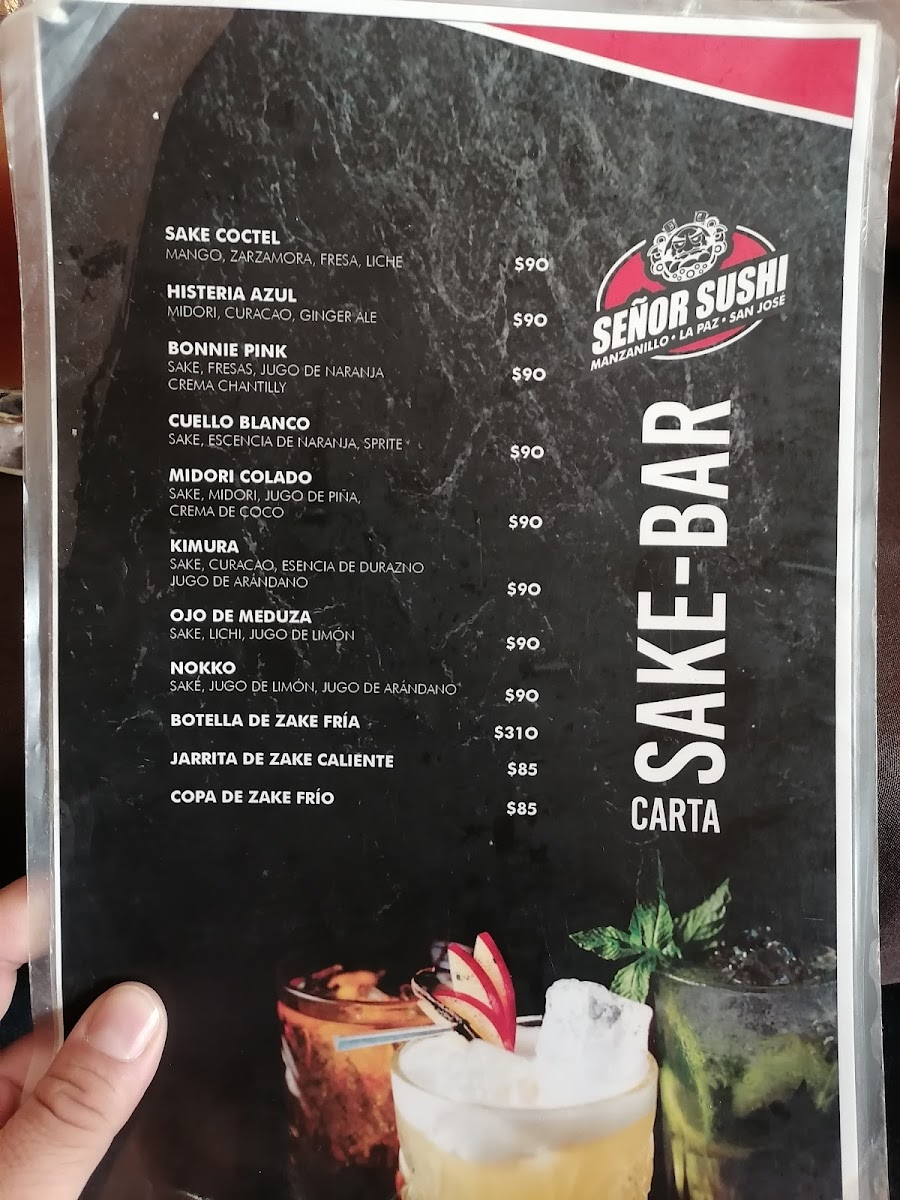 SAKE COCTEL
MANGO, ZARZAMORA, FRESA, LICHE
$90
HISTERIA AZUL
MIDORI, CURACAO, GINGER ALE
$90
BONNIE PINK
SAKE, FRESAS, JUGO DE NARANJA
CREMA CHANTILLY
$90
CUELLO BLANCO
SAKE, ESCENCIA DE NARANJA, SPRITE
$90
MIDORI COLADO
SAKE, MIDORI, JUGO DE PIÑA,
CREMA DE COCO
$90
KIMURA
SAKE, CURACAO, ESENCIA DE DURAZNO
JUGO DE ARÁNDANO
$90
OJO DE MEDUZA
SAKE, LICHI, JUGO DE LIMÓN
$90
NOKKO
SAKE, JUGO DE LIMÓN, JUGO DE ARÁNDANO
$90
BOTELLA DE ZAKE FRÍA
$310
JARRITA DE ZAKE CALIENTE
$85
COPA DE ZAKE FRÍO
$85
SEÑOR SUSHI
MANZANILLO • LA PAZ • SAN JOSÉ
CARTA
SAKE-BAR